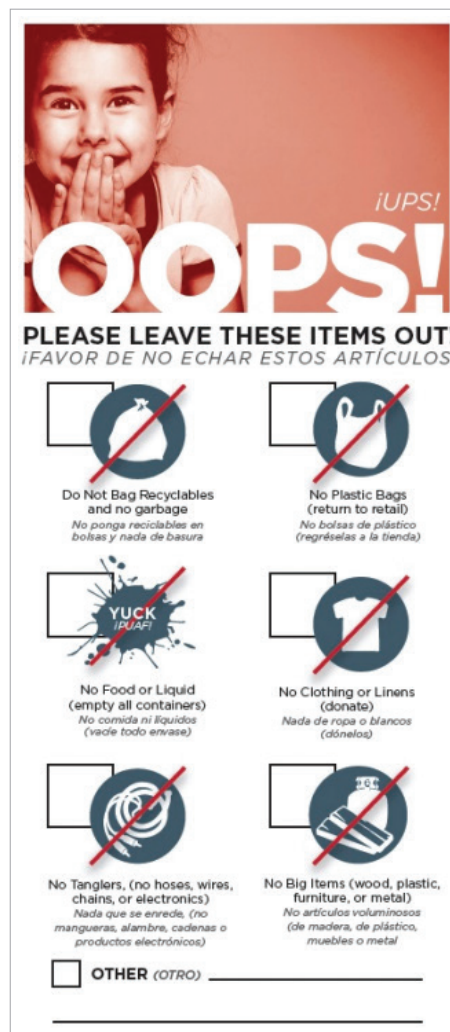 ¡UPS!
OOPS!
PLEASE LEAVE THESE ITEMS OUT
¡FAVOR DE NO ECHAR ESTOS ARTÍCULOS
Do Not Bag Recyclables
and no garbage
No ponga reciclables en
bolsas y nada de basura
No Plastic Bags
(return to retail)
No bolsas de plástico
(regréselas a la tienda)
YUCK
¡PUAF!
No Food or Liquid
(empty all containers)
No comida ni líquidos
(vacíe todo envase)
No Clothing or Linens
(donate)
Nada de ropa o blancos
(dónelos)
No Tanglers, (no hoses, wires,
chains, or electronics)
Nada que se enrede, (no
mangueras, alambre, cadenas o
productos electrónicos)
No Big Items (wood, plastic,
furniture, or metal)
No artículos voluminosos
(de madera, de plástico,
muebles o metal
OTHER (OTRO)